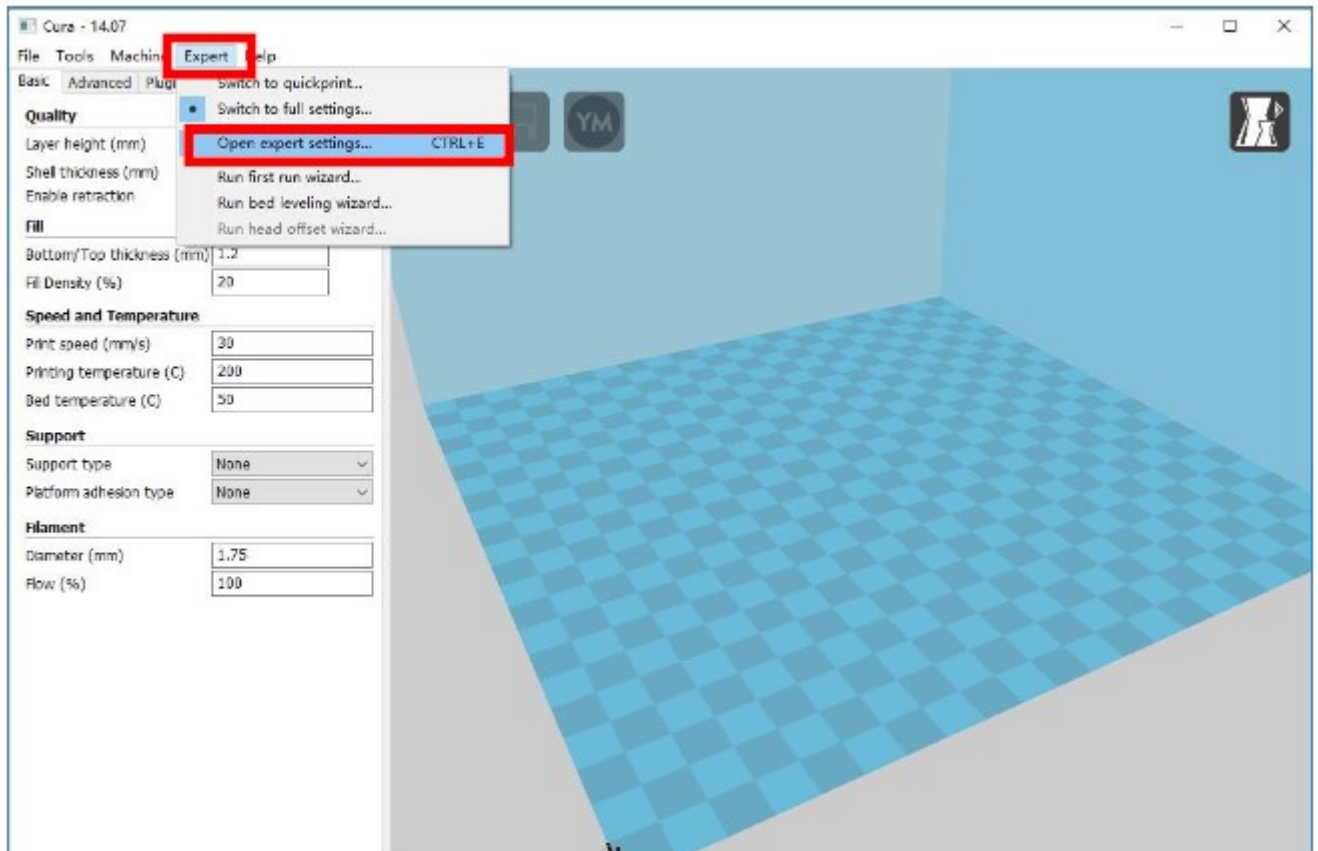 Cura - 14.07
File Tools Machin Expert elp
Basic Advanced Plugi
Switch to quickprint...
Switch to full settings...
Open expert settings... CTRL+E
Run first run wizard...
Run bed leveling wizard...
Run head offset wizard...
YM
Quality
Layer height (mm)
Shell thickness (mm)
Enable retraction
Fill
Bottom/Top thickness (mm) 1.2
Fill Density (%) 20
Speed and Temperature
Print speed (mm/s) 30
Printing temperature (C) 200
Bed temperature (C) 50
Support
Support type None
Platform adhesion type None
Filament
Diameter (mm) 1.75
Flow (%) 100